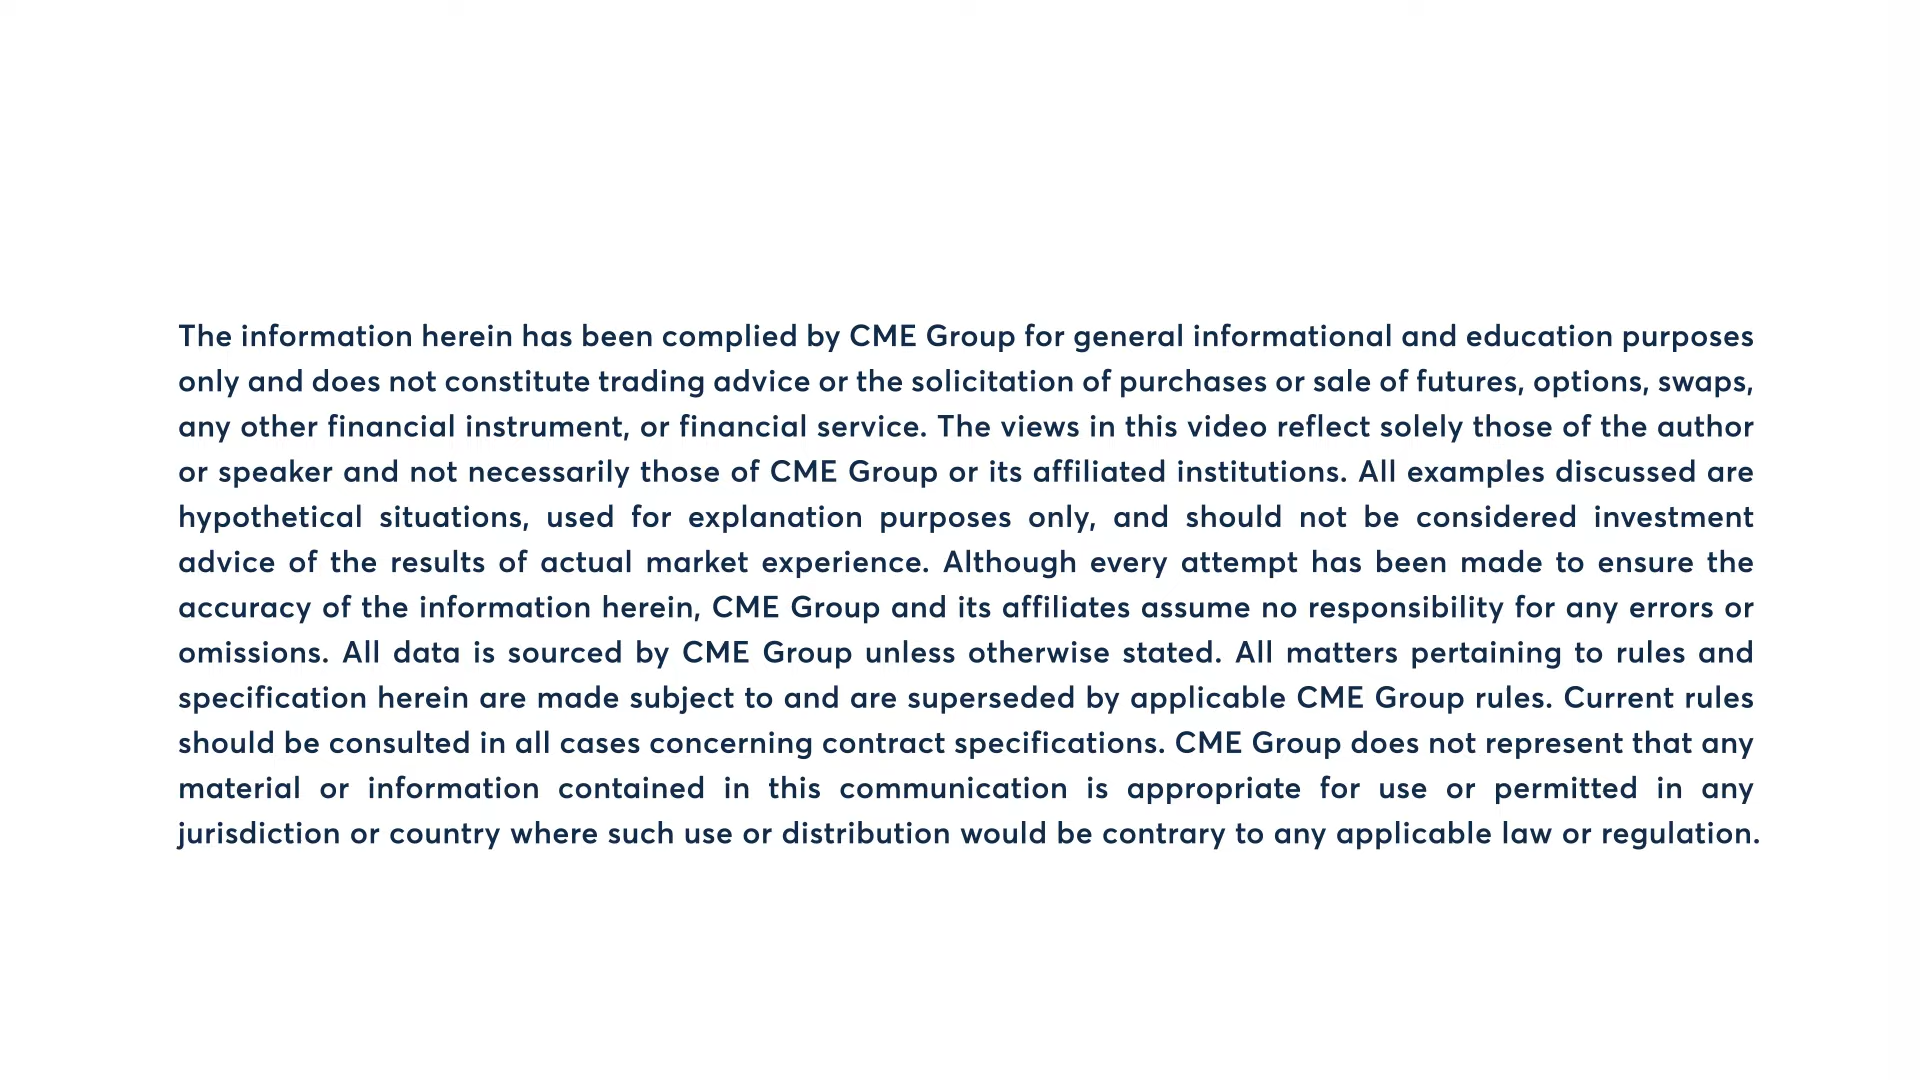 The information herein has been complied by CME Group for general informational and education purposes
only and does not constitute trading advice or the solicitation of purchases or sale of futures, options, swaps,
any other financial instrument, or financial service. The views in this video reflect solely those of the author
or speaker and not necessarily those of CME Group or its affiliated institutions. All examples discussed are
hypothetical situations, used for explanation purposes only, and should not be considered investment
advice of the results of actual market experience. Although every attempt has been made to ensure the
accuracy of the information herein, CME Group and its affiliates assume no responsibility for any errors or
omissions. All data is sourced by CME Group unless otherwise stated. All matters pertaining to rules and
specification herein are made subject to and are superseded by applicable CME Group rules. Current rules
should be consulted in all cases concerning contract specifications. CME Group does not represent that any
material or information contained in this communication is appropriate for use or permitted in any
jurisdiction or country where such use or distribution would be contrary to any applicable law or regulation.